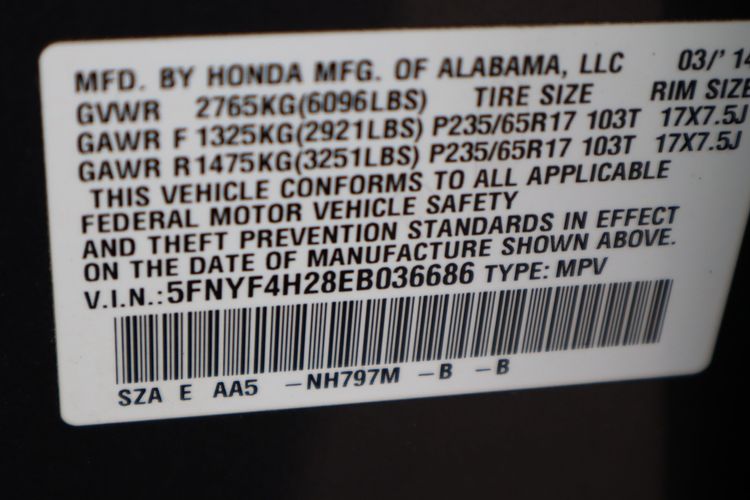 MFD. BY HONDA MFG. OF ALABAMA, LLC 03/'14
GVWR 2765KG(6096LBS) TIRE SIZE RIM SIZE
GAWR F 1325KG(2921LBS) P235/65R17 103T 17X7.5J
GAWR R1475KG(3251LBS) P235/65R17 103T 17X7.5J
THIS VEHICLE CONFORMS TO ALL APPLICABLE
FEDERAL MOTOR VEHICLE SAFETY
AND THEFT PREVENTION STANDARDS IN EFFECT
ON THE DATE OF MANUFACTURE SHOWN ABOVE.
V.I.N.:5FNYF4H28EB036686 TYPE: MPV
SZA E AA5 -NH797M -B -B